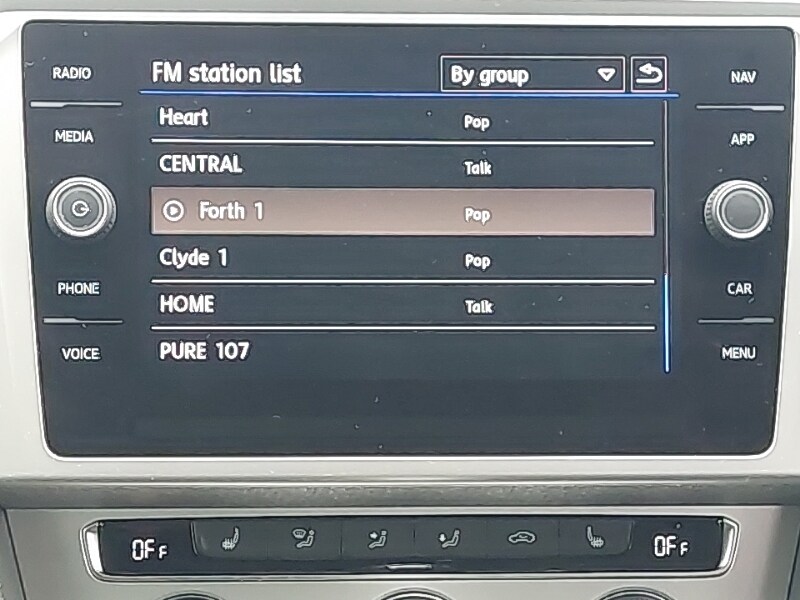 RADIO
MEDIA
PHONE
VOICE
FM station list By group
Heart Pop
CENTRAL Talk
Forth 1 Pop
Clyde 1 Pop
HOME Talk
PURE 107
NAV
APP
CAR
MENU
OFF OFF